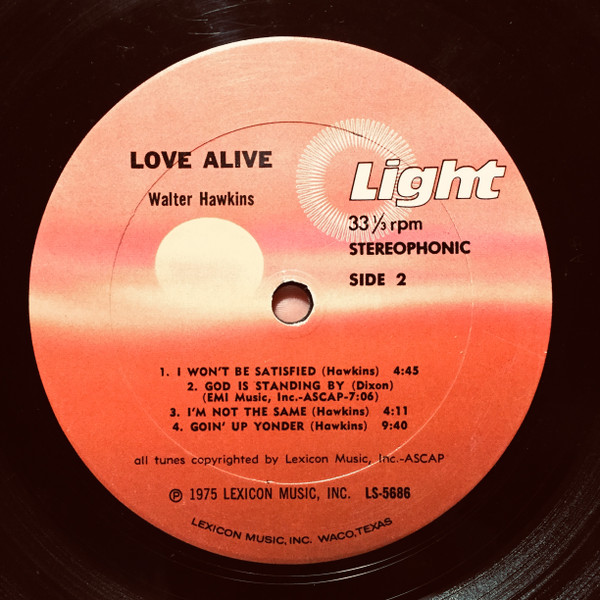 LOVE ALIVE
Walter Hawkins
Light
33⅓ rpm
STEREOPHONIC
SIDE 2
1. I WON'T BE SATISFIED (Hawkins) 4:45
2. GOD IS STANDING BY (Dixon)
(EMI Music, Inc.-ASCAP-7:06)
3. I'M NOT THE SAME (Hawkins) 4:11
4. GOIN' UP YONDER (Hawkins) 9:40
all tunes copyrighted by Lexicon Music, Inc.-ASCAP
℗ 1975 LEXICON MUSIC, INC. LS-5686
LEXICON MUSIC, INC. WACO, TEXAS